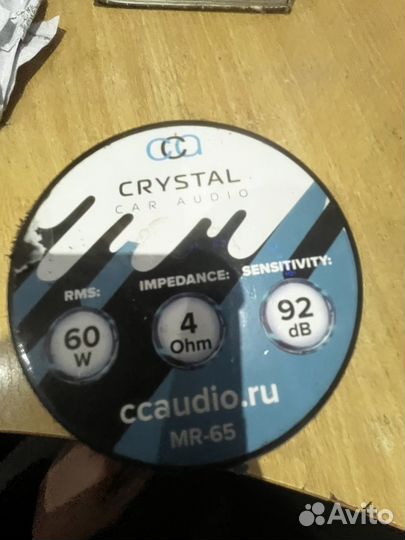 cca
CRYSTAL
CAR AUDIO
RMS:
60
W
IMPEDANCE:
4
Ohm
SENSITIVITY:
92
dB
ccaudio.ru
MR-65
Avito